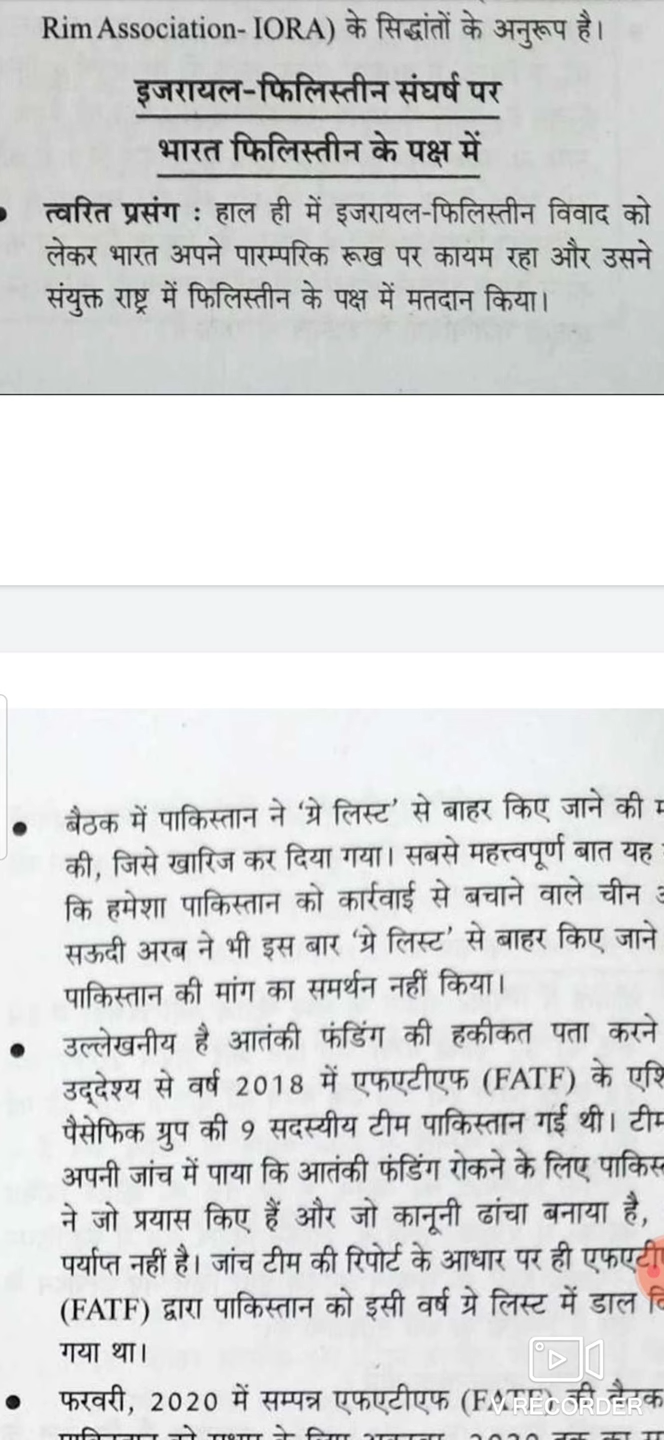 Rim Association- IORA) के सिद्धांतों के अनुरूप है।
इजरायल-फिलिस्तीन संघर्ष पर
भारत फिलिस्तीन के पक्ष में
• त्वरित प्रसंग : हाल ही में इजरायल-फिलिस्तीन विवाद को
लेकर भारत अपने पारम्परिक रूख पर कायम रहा और उसने
संयुक्त राष्ट्र में फिलिस्तीन के पक्ष में मतदान किया।
• बैठक में पाकिस्तान ने ‘ग्रे लिस्ट’ से बाहर किए जाने की
की, जिसे खारिज कर दिया गया। सबसे महत्त्वपूर्ण बात यह
कि हमेशा पाकिस्तान को कार्रवाई से बचाने वाले चीन
सऊदी अरब ने भी इस बार ‘ग्रे लिस्ट’ से बाहर किए जाने
पाकिस्तान की मांग का समर्थन नहीं किया।
• उल्लेखनीय है आतंकी फंडिंग की हकीकत पता करने
उद्देश्य से वर्ष 2018 में एफएटीएफ (FATF) के
पैसेफिक ग्रुप की 9 सदस्यीय टीम पाकिस्तान गई थी।
अपनी जांच में पाया कि आतंकी फंडिंग रोकने के लिए
ने जो प्रयास किए हैं और जो कानूनी ढांचा बनाया है,
पर्याप्त नहीं है। जांच टीम की रिपोर्ट के आधार पर ही
(FATF) द्वारा पाकिस्तान को इसी वर्ष ग्रे लिस्ट में डाल
गया था।
• फरवरी, 2020 में सम्पन्न एफएटीएफ (FATF) की बैठक
V RECORDER